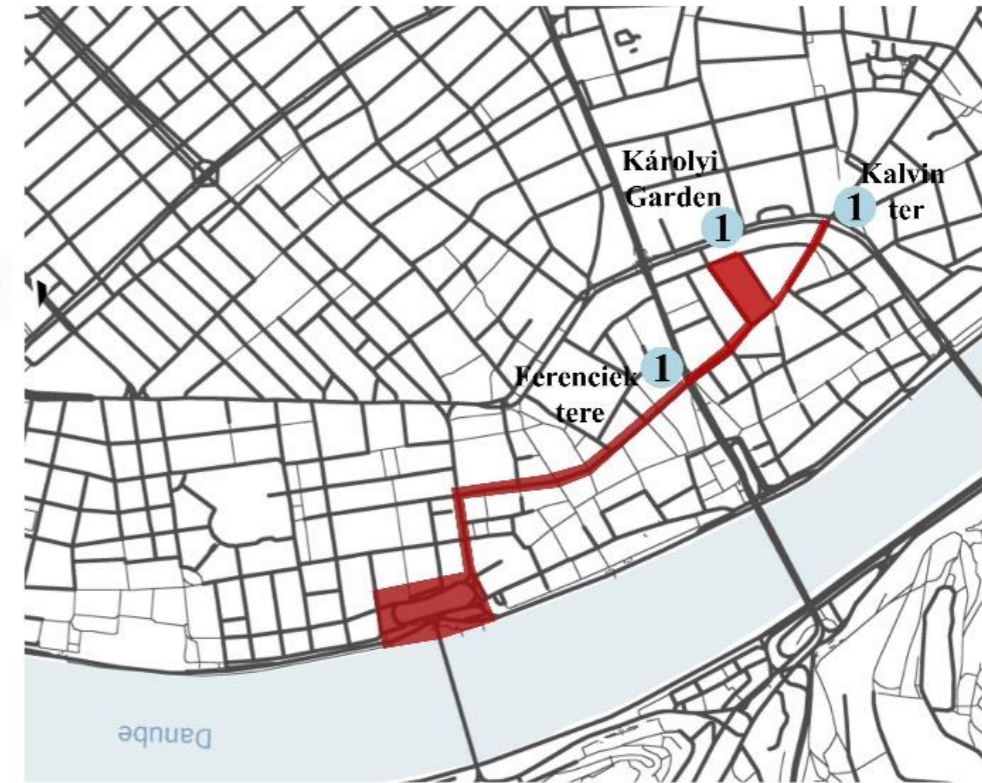 Károlyi
Garden
1
Kalvin
ter
1
Ferenciek
tere
1
Danube